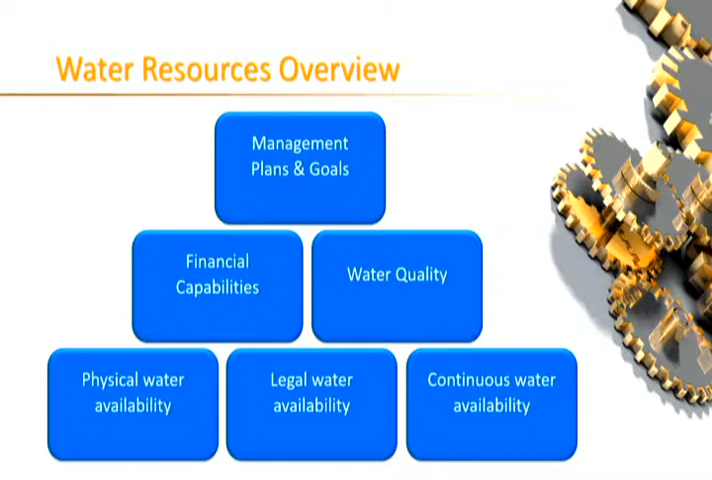 Water Resources Overview
Management
Plans & Goals
Financial
Capabilities
Water Quality
Physical water
availability
Legal water
availability
Continuous water
availability